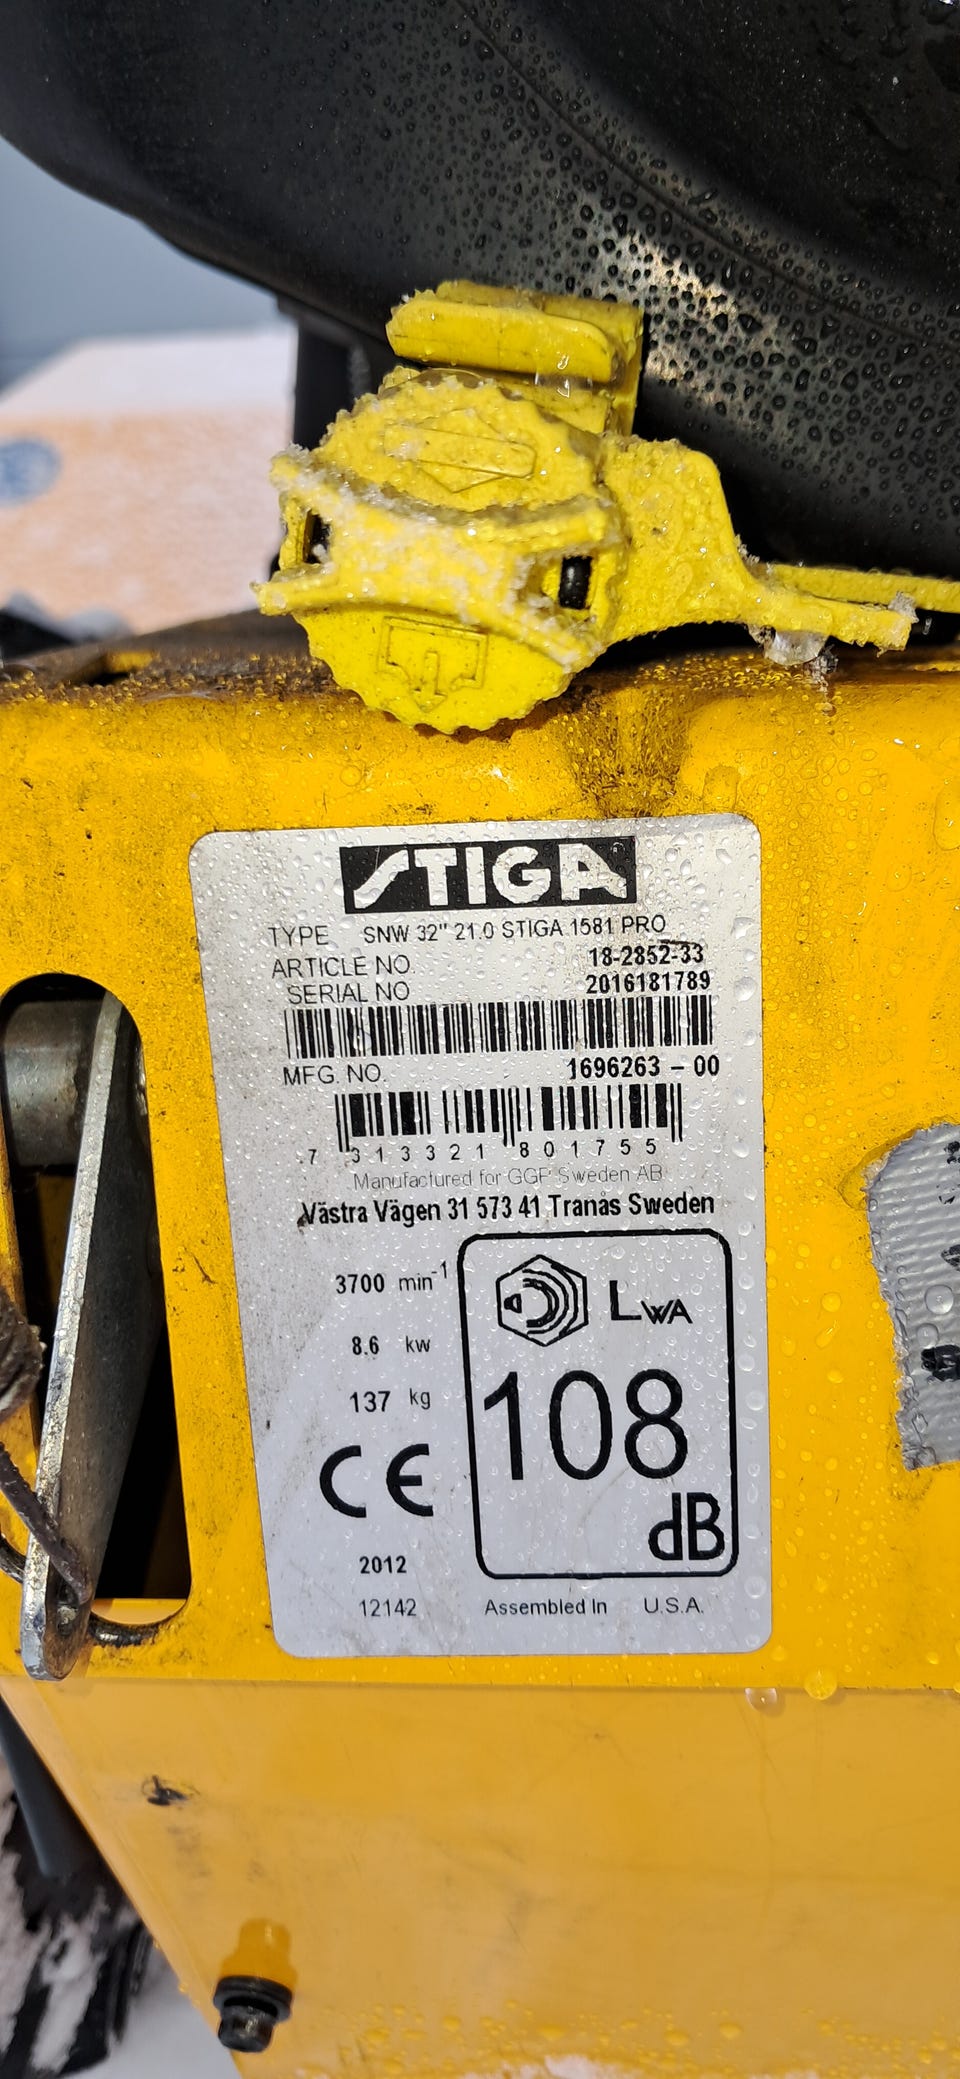 STIGA
TYPE SNW 32" 21.0 STIGA 1581 PRO
ARTICLE NO. 18-2852-33
SERIAL NO 2016181789
MFG. NO. 1696263 - 00
7 313321 801755
Manufactured for GGP Sweden AB
Västra Vägen 31 573 41 Tranas Sweden
3700 min-1
LWA
8.6 kw
137 kg
108
dB
CE
2012
12142 Assembled In U.S.A.